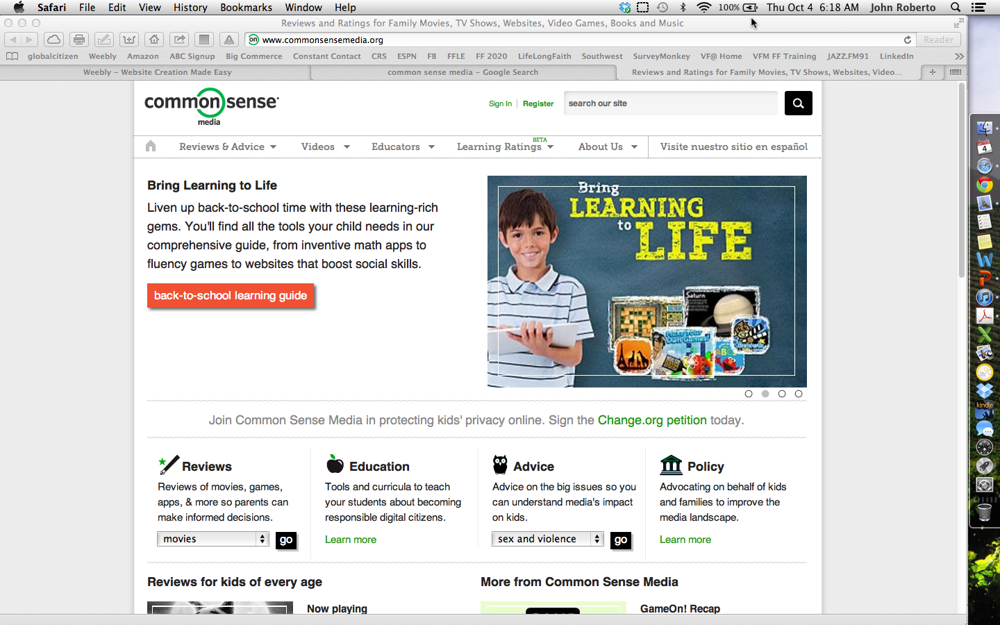 Safari File Edit View History Bookmarks Window Help 100% Thu Oct 4 6:18 AM John Roberto
Reviews and Ratings for Family Movies, TV Shows, Websites, Video Games, Books and Music
on www.commonsensemedia.org Reader
globalcitizen Weebly Amazon ABC Signup Big Commerce Constant Contact CRS ESPN FB FFLE FF 2020 LifeLongFaith Southwest SurveyMonkey VF@ Home VFM FF Training JAZZ.FM91 LinkedIn
Weebly – Website Creation Made Easy common sense media – Google Search Reviews and Ratings for Family Movies, TV Shows, Websites, Video...
common sense
media
Sign In Register search our site
Reviews & Advice Videos Educators Learning Ratings BETA About Us Visite nuestro sitio en español
Bring Learning to Life
Liven up back-to-school time with these learning-rich
gems. You'll find all the tools your child needs in our
comprehensive guide, from inventive math apps to
fluency games to websites that boost social skills.
back-to-school learning guide
Bring
LEARNING
to LIFE
Saturn
Make Your
Own Games!
ABCs
Join Common Sense Media in protecting kids' privacy online. Sign the Change.org petition today.
Reviews
Reviews of movies, games,
apps, & more so parents can
make informed decisions.
movies go
Education
Tools and curricula to teach
your students about becoming
responsible digital citizens.
Learn more
Advice
Advice on the big issues so you
can understand media's impact
on kids.
sex and violence go
Policy
Advocating on behalf of kids
and families to improve the
media landscape.
Learn more
Reviews for kids of every age
Now playing
More from Common Sense Media
GameOn! Recap
4
kindle